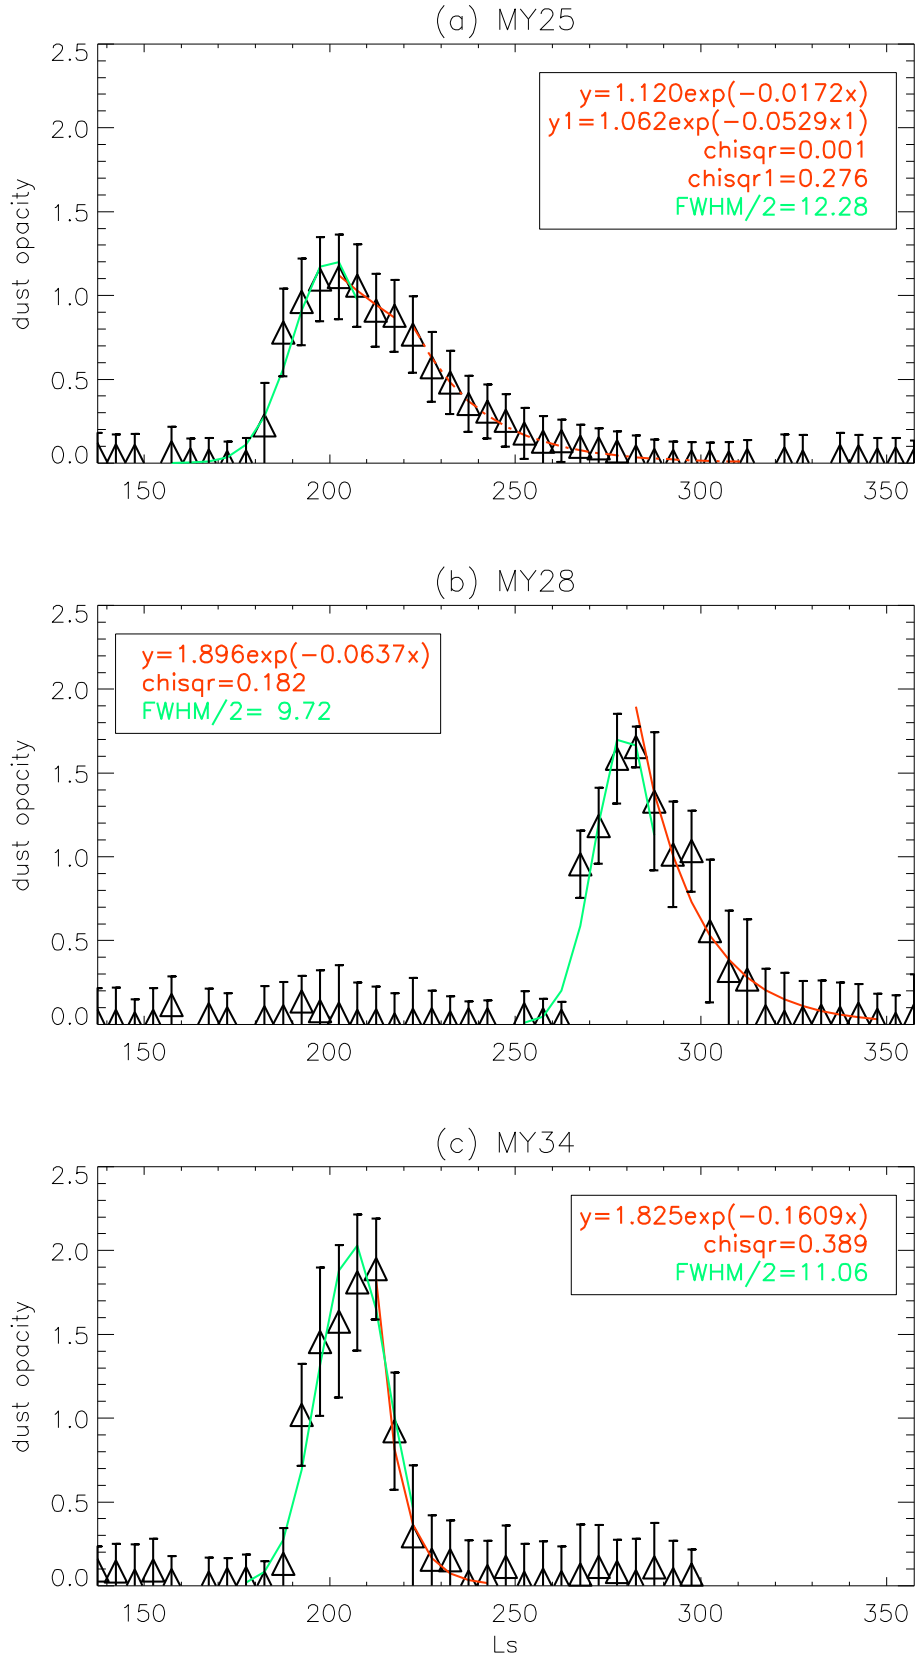 (a) MY25
2.5
2.0
1.5
1.0
0.5
0.0
dust opacity
y=1.120exp(−0.0172x)
y1=1.062exp(−0.0529x1)
chisqr=0.001
chisqr1=0.276
FWHM/2=12.28
150 200 250 300 350
(b) MY28
2.5
2.0
1.5
1.0
0.5
0.0
dust opacity
y=1.896exp(−0.0637x)
chisqr=0.182
FWHM/2= 9.72
150 200 250 300 350
(c) MY34
2.5
2.0
1.5
1.0
0.5
0.0
dust opacity
y=1.825exp(−0.1609x)
chisqr=0.389
FWHM/2=11.06
150 200 250 300 350
Ls